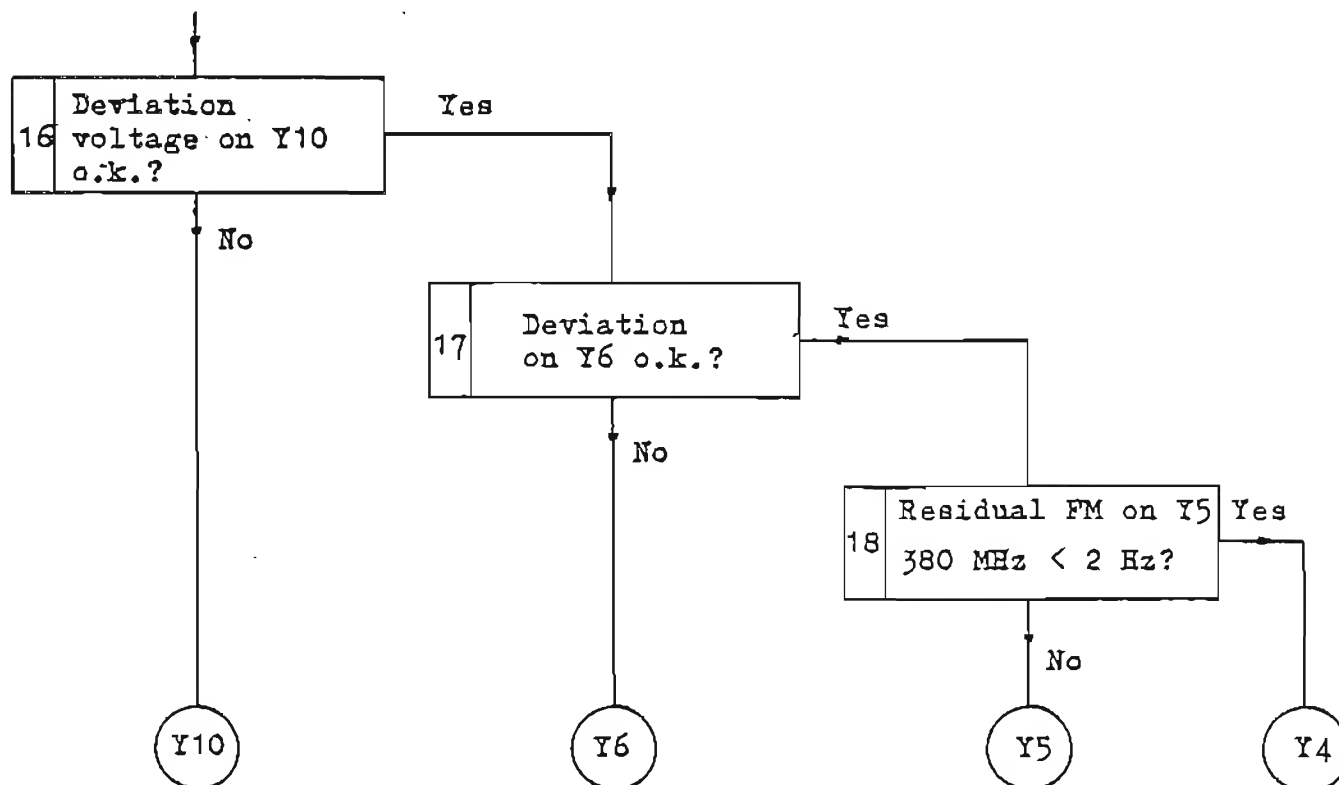 16
Deviation
voltage on Y10
o.k.?
Yes
No
17
Deviation
on Y6 o.k.?
Yes
No
18
Residual FM on Y5
380 MHz < 2 Hz?
Yes
No
Y10
Y6
Y5
Y4